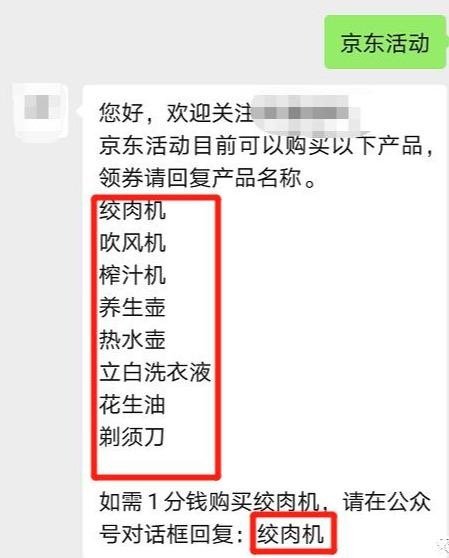 京东活动
您好，欢迎关注
京东活动目前可以购买以下产品，
领券请回复产品名称。
绞肉机
吹风机
榨汁机
养生壶
热水壶
立白洗衣液
花生油
剃须刀
如需1分钱购买绞肉机，请在公众
号对话框回复：绞肉机